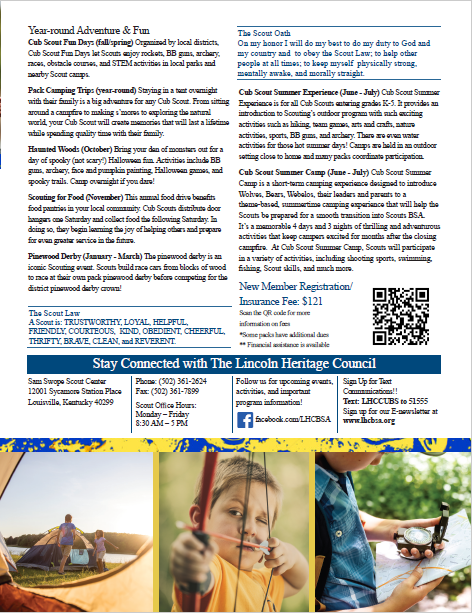 Year-round Adventure & Fun
Cub Scout Fun Days (fall/spring) Organized by local districts,
Cub Scout Fun Days let Scouts enjoy rockets, BB guns, archery,
races, obstacle courses, and STEM activities in local parks and
nearby Scout camps.
Pack Camping Trips (year-round) Staying in a tent overnight
with their family is a big adventure for any Cub Scout. From sitting
around a campfire to making s'mores to exploring the natural
world, your Cub Scout will create memories that will last a lifetime
while spending quality time with their family.
Haunted Woods (October) Bring your den of monsters out for a
day of spooky (not scary!) Halloween fun. Activities include BB
guns, archery, face and pumpkin painting, Halloween games, and
spooky trails. Camp overnight if you dare!
Scouting for Food (November) This annual food drive benefits
food pantries in your local community. Cub Scouts distribute door
hangers one Saturday and collect food the following Saturday. In
doing so, they begin learning the joy of helping others and prepare
for even greater service in the future.
Pinewood Derby (January - March) The pinewood derby is an
iconic Scouting event. Scouts build race cars from blocks of wood
to race at their own pack pinewood derby before competing for the
district pinewood derby crown!
The Scout Law
A Scout is: TRUSTWORTHY, LOYAL, HELPFUL,
FRIENDLY, COURTEOUS, KIND, OBEDIENT, CHEERFUL,
THRIFTY, BRAVE, CLEAN, and REVERENT.
The Scout Oath
On my honor I will do my best to do my duty to God and
my country and to obey the Scout Law; to help other
people at all times; to keep myself physically strong,
mentally awake, and morally straight.
Cub Scout Summer Experience (June - July) Cub Scout Summer
Experience is for all Cub Scouts entering grades K-5. It provides an
introduction to Scouting's outdoor program with such exciting
activities such as hiking, team games, arts and crafts, nature
activities, sports, BB guns, and archery. There are even water
activities for those hot summer days! Camps are held in an outdoor
setting close to home and many packs coordinate participation.
Cub Scout Summer Camp (June - July) Cub Scout Summer
Camp is a short-term camping experience designed to introduce
Wolves, Bears, Webelos, their leaders and parents to a
theme-based, summertime camping experience that will help the
Scouts be prepared for a smooth transition into Scouts BSA.
It's a memorable 4 days and 3 nights of thrilling and adventurous
activities that keep campers excited for months after the closing
campfire. At Cub Scout Summer Camp, Scouts will participate
in a variety of activities, including shooting sports, swimming,
fishing, Scout skills, and much more.
New Member Registration/
Insurance Fee: $121
Scan the QR code for more
information on fees
*Some packs have additional dues
** Financial assistance is available
Stay Connected with The Lincoln Heritage Council
Sam Swope Scout Center
12001 Sycamore Station Place
Louisville, Kentucky 40299
Phone: (502) 361-2624
Fax: (502) 361-7899
Scout Office Hours:
Monday – Friday
8:30 AM – 5 PM
Follow us for upcoming events,
activities, and important
program information!
facebook.com/LHCBSA
Sign Up for Text
Communications!!
Text: LHCCUBS to 51555
Sign up for our E-newsletter at
www.lhcbsa.org